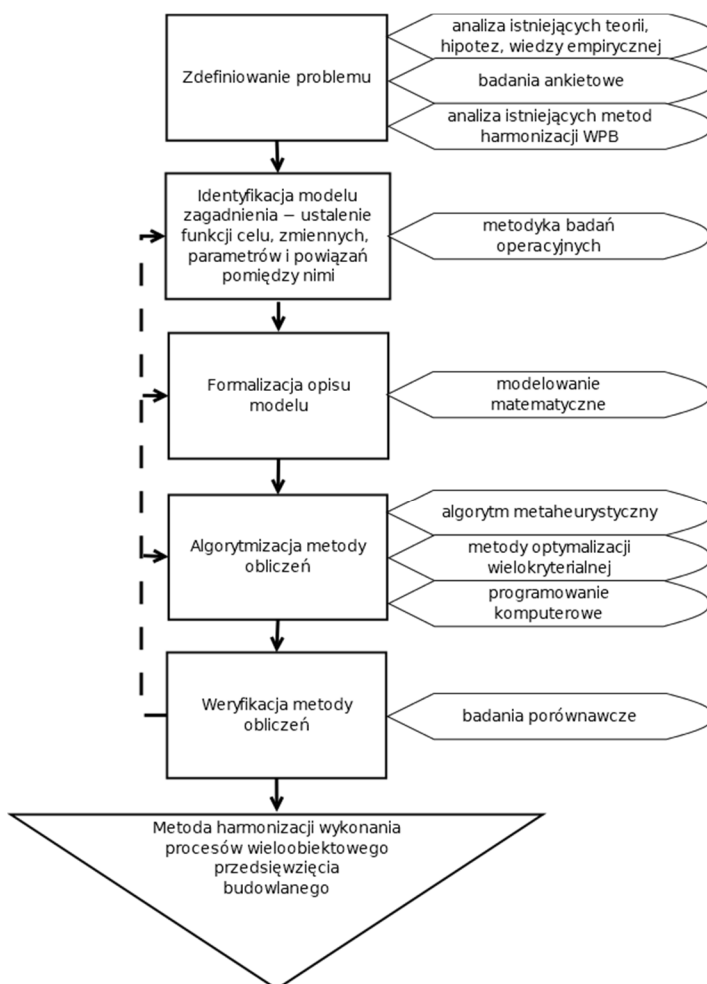 Zdefiniowanie problemu
analiza istniejących teorii,
hipotez, wiedzy empirycznej
badania ankietowe
analiza istniejących metod
harmonizacji WPB
Identyfikacja modelu
zagadnienia – ustalenie
funkcji celu, zmiennych,
parametrów i powiązań
pomiędzy nimi
metodyka badań
operacyjnych
Formalizacja opisu
modelu
modelowanie
matematyczne
Algorytmizacja metody
obliczeń
algorytm metaheurystyczny
metody optymalizacji
wielokryterialnej
programowanie
komputerowe
Weryfikacja metody
obliczeń
badania porównawcze
Metoda harmonizacji wykonania
procesów wieloobiektowego
przedsięwzięcia
budowlanego